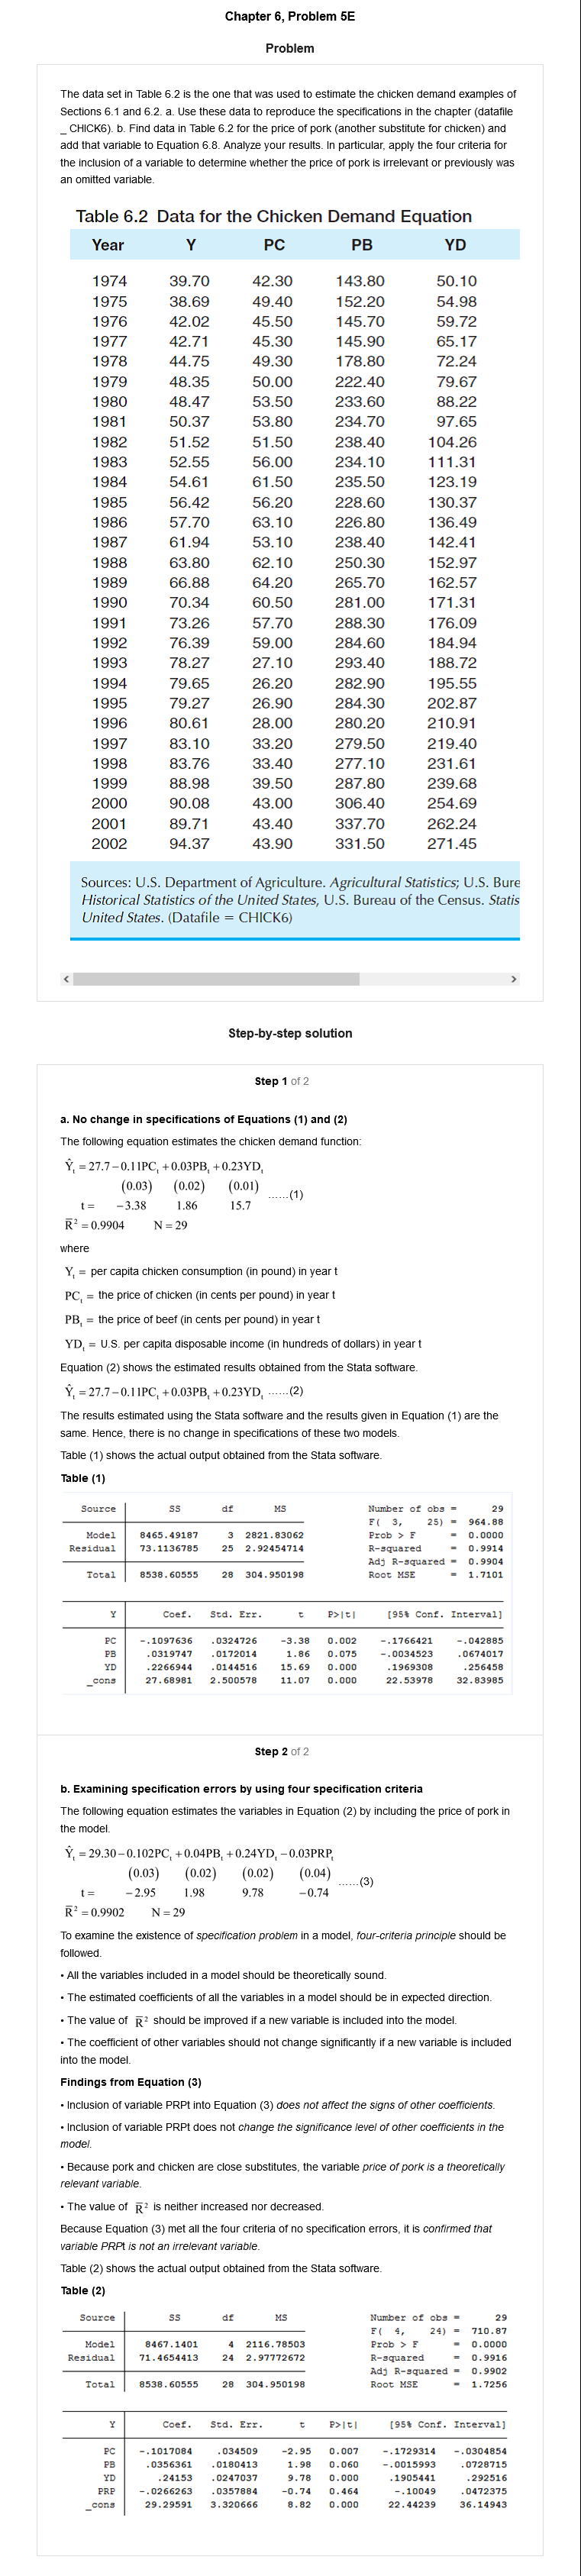 Chapter 6, Problem 5E
Problem
The data set in Table 6.2 is the one that was used to estimate the chicken demand examples of
Sections 6.1 and 6.2. a. Use these data to reproduce the specifications in the chapter (datafile
_ CHICK6). b. Find data in Table 6.2 for the price of pork (another substitute for chicken) and
add that variable to Equation 6.8. Analyze your results. In particular, apply the four criteria for
the inclusion of a variable to determine whether the price of pork is irrelevant or previously was
an omitted variable.
Table 6.2 Data for the Chicken Demand Equation
Year Y PC PB YD
1974 39.70 42.30 143.80 50.10
1975 38.69 49.40 152.20 54.98
1976 42.02 45.50 145.70 59.72
1977 42.71 45.30 145.90 65.17
1978 44.75 49.30 178.80 72.24
1979 48.35 50.00 222.40 79.67
1980 48.47 53.50 233.60 88.22
1981 50.37 53.80 234.70 97.65
1982 51.52 51.50 238.40 104.26
1983 52.55 56.00 234.10 111.31
1984 54.61 61.50 235.50 123.19
1985 56.42 56.20 228.60 130.37
1986 57.70 63.10 226.80 136.49
1987 61.94 53.10 238.40 142.41
1988 63.80 62.10 250.30 152.97
1989 66.88 64.20 265.70 162.57
1990 70.34 60.50 281.00 171.31
1991 73.26 57.70 288.30 176.09
1992 76.39 59.00 284.60 184.94
1993 78.27 27.10 293.40 188.72
1994 79.65 26.20 282.90 195.55
1995 79.27 26.90 284.30 202.87
1996 80.61 28.00 280.20 210.91
1997 83.10 33.20 279.50 219.40
1998 83.76 33.40 277.10 231.61
1999 88.98 39.50 287.80 239.68
2000 90.08 43.00 306.40 254.69
2001 89.71 43.40 337.70 262.24
2002 94.37 43.90 331.50 271.45
Sources: U.S. Department of Agriculture. Agricultural Statistics; U.S. Bure
Historical Statistics of the United States, U.S. Bureau of the Census. Statis
United States. (Datafile = CHICK6)
Step-by-step solution
Step 1 of 2
a. No change in specifications of Equations (1) and (2)
The following equation estimates the chicken demand function:
Ŷt = 27.7 – 0.11PCt + 0.03PBt + 0.23YDt
(0.03) (0.02) (0.01) ......(1)
t = –3.38 1.86 15.7
R̄² = 0.9904 N = 29
where
Yt = per capita chicken consumption (in pound) in year t
PCt = the price of chicken (in cents per pound) in year t
PBt = the price of beef (in cents per pound) in year t
YDt = U.S. per capita disposable income (in hundreds of dollars) in year t
Equation (2) shows the estimated results obtained from the Stata software.
Ŷt = 27.7 – 0.11PCt + 0.03PBt + 0.23YDt ......(2)
The results estimated using the Stata software and the results given in Equation (1) are the
same. Hence, there is no change in specifications of these two models.
Table (1) shows the actual output obtained from the Stata software.
Table (1)
Source SS df MS Number of obs = 29
F( 3, 25) = 964.88
Model 8465.49187 3 2821.83062 Prob > F = 0.0000
Residual 73.1136785 25 2.92454714 R-squared = 0.9914
Adj R-squared = 0.9904
Total 8538.60555 28 304.950198 Root MSE = 1.7101
Y Coef. Std. Err. t P>|t| [95% Conf. Interval]
PC -.1097636 .0324726 -3.38 0.002 -.1766421 -.042885
PB .0319747 .0172014 1.86 0.075 -.0034523 .0674017
YD .2266944 .0144516 15.69 0.000 .1969308 .256458
_cons 27.68981 2.500578 11.07 0.000 22.53978 32.83985
Step 2 of 2
b. Examining specification errors by using four specification criteria
The following equation estimates the variables in Equation (2) by including the price of pork in
the model.
Ŷt = 29.30 – 0.102PCt + 0.04PBt + 0.24YDt – 0.03PRPt
(0.03) (0.02) (0.02) (0.04) ......(3)
t = –2.95 1.98 9.78 –0.74
R̄² = 0.9902 N = 29
To examine the existence of specification problem in a model, four-criteria principle should be
followed.
• All the variables included in a model should be theoretically sound.
• The estimated coefficients of all the variables in a model should be in expected direction.
• The value of R̄² should be improved if a new variable is included into the model.
• The coefficient of other variables should not change significantly if a new variable is included
into the model.
Findings from Equation (3)
• Inclusion of variable PRPt into Equation (3) does not affect the signs of other coefficients.
• Inclusion of variable PRPt does not change the significance level of other coefficients in the
model.
• Because pork and chicken are close substitutes, the variable price of pork is a theoretically
relevant variable.
• The value of R̄² is neither increased nor decreased.
Because Equation (3) met all the four criteria of no specification errors, it is confirmed that
variable PRPt is not an irrelevant variable.
Table (2) shows the actual output obtained from the Stata software.
Table (2)
Source SS df MS Number of obs = 29
F( 4, 24) = 710.87
Model 8467.1401 4 2116.78503 Prob > F = 0.0000
Residual 71.4654413 24 2.97772672 R-squared = 0.9916
Adj R-squared = 0.9902
Total 8538.60555 28 304.950198 Root MSE = 1.7256
Y Coef. Std. Err. t P>|t| [95% Conf. Interval]
PC -.1017084 .034509 -2.95 0.007 -.1729314 -.0304854
PB .0356361 .0180413 1.98 0.060 -.0015993 .0728715
YD .24153 .0247037 9.78 0.000 .1905441 .292516
PRP -.0266263 .0357884 -0.74 0.464 -.10049 .0472375
_cons 29.29591 3.320666 8.82 0.000 22.44239 36.14943